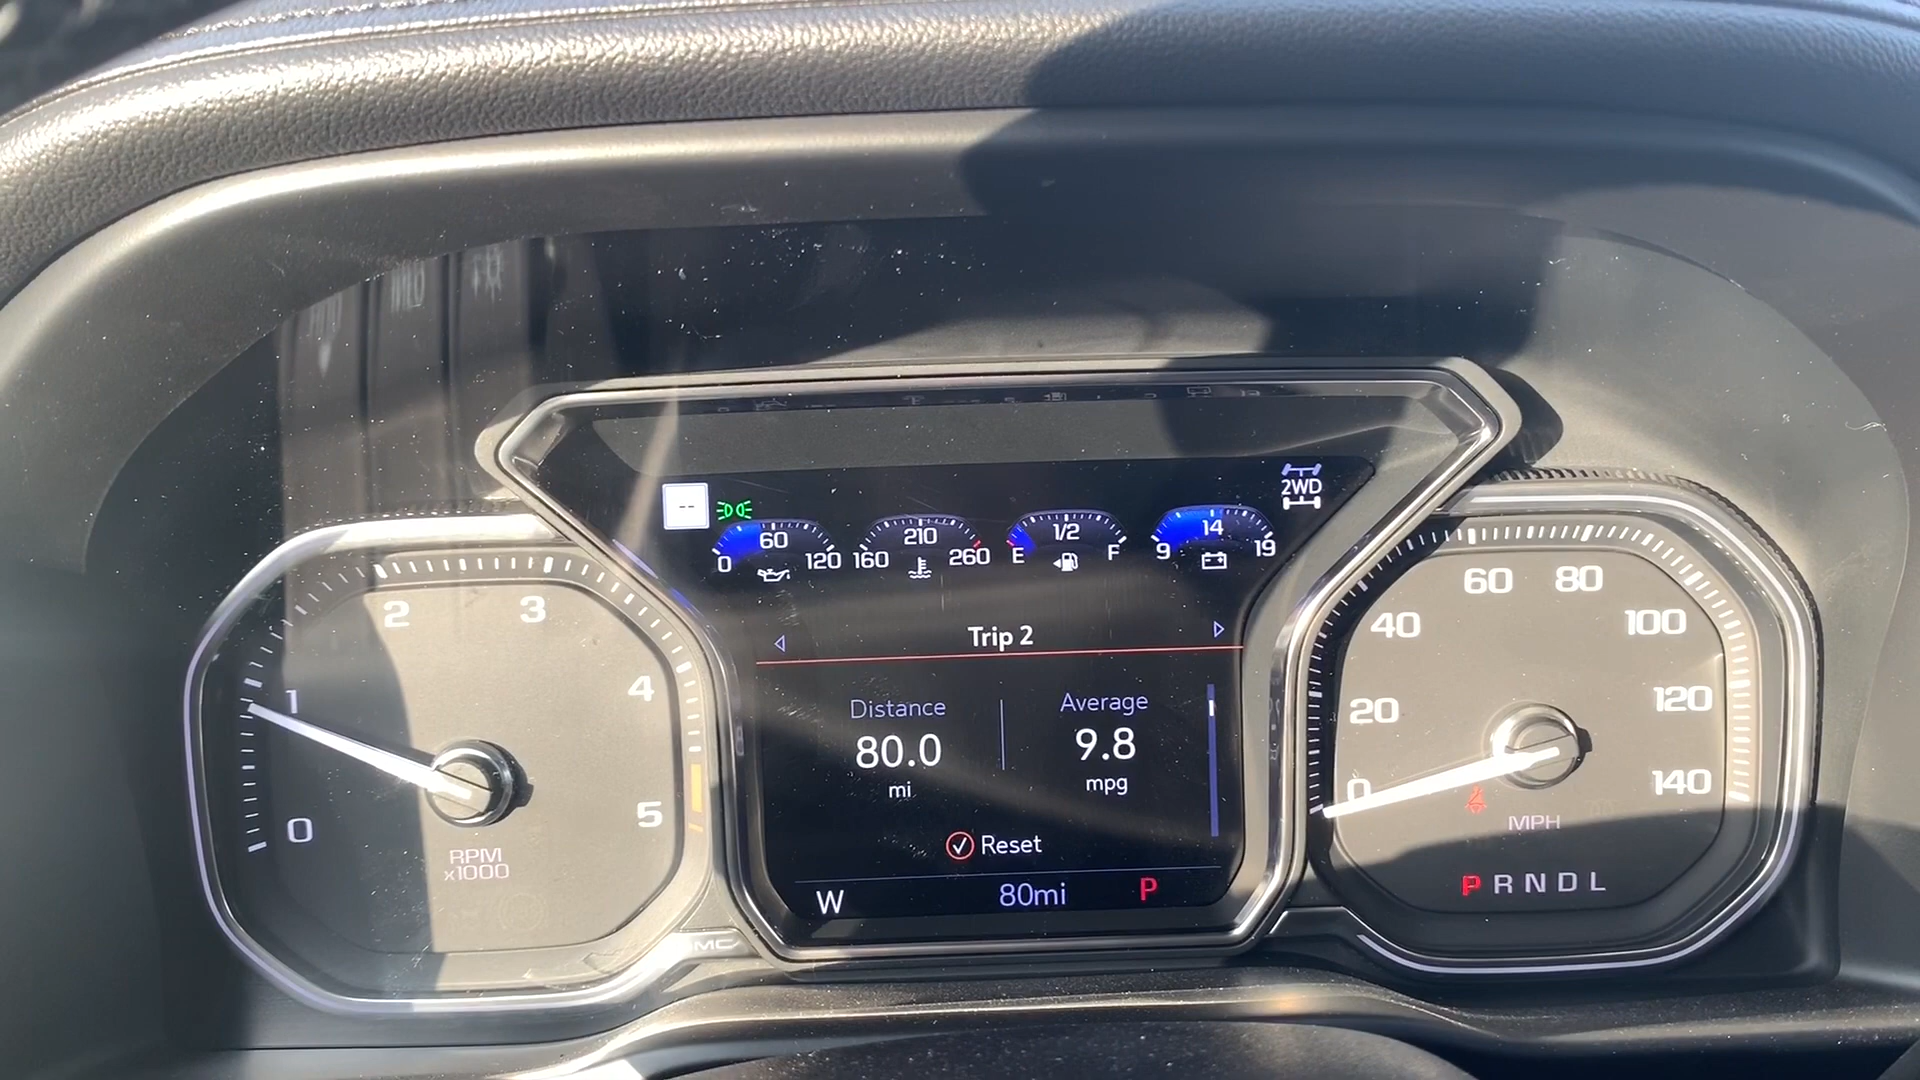 --
2WD
0 60 120
160 210 260
E 1/2 F
9 14 19
Trip 2
Distance
80.0
mi
Average
9.8
mpg
Reset
W 80mi P
0 1 2 3 4 5
RPM
x1000
0 20 40 60 80 100 120 140
MPH
P R N D L